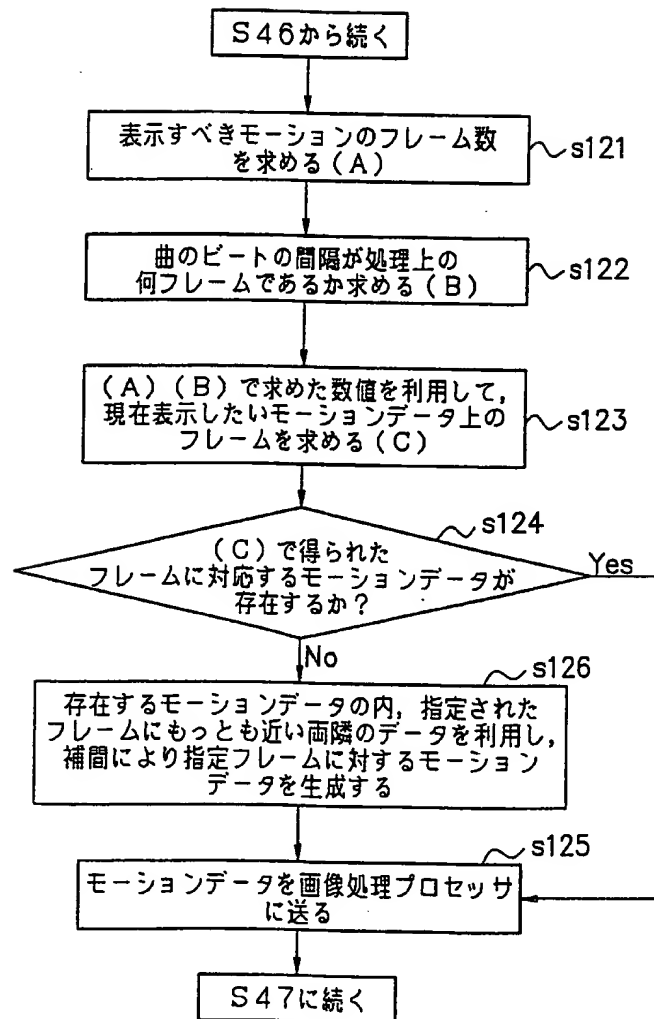 S46から続く
表示すべきモーションのフレーム数
を求める(A)
s121
曲のビートの間隔が処理上の
何フレームであるか求める(B)
s122
(A)(B)で求めた数値を利用して,
現在表示したいモーションデータ上の
フレームを求める(C)
s123
s124
(C)で得られた
フレームに対応するモーションデータが
存在するか?
Yes
No
s126
存在するモーションデータの内,指定された
フレームにもっとも近い両隣のデータを利用し,
補間により指定フレームに対するモーション
データを生成する
s125
モーションデータを画像処理プロセッサ
に送る
S47に続く